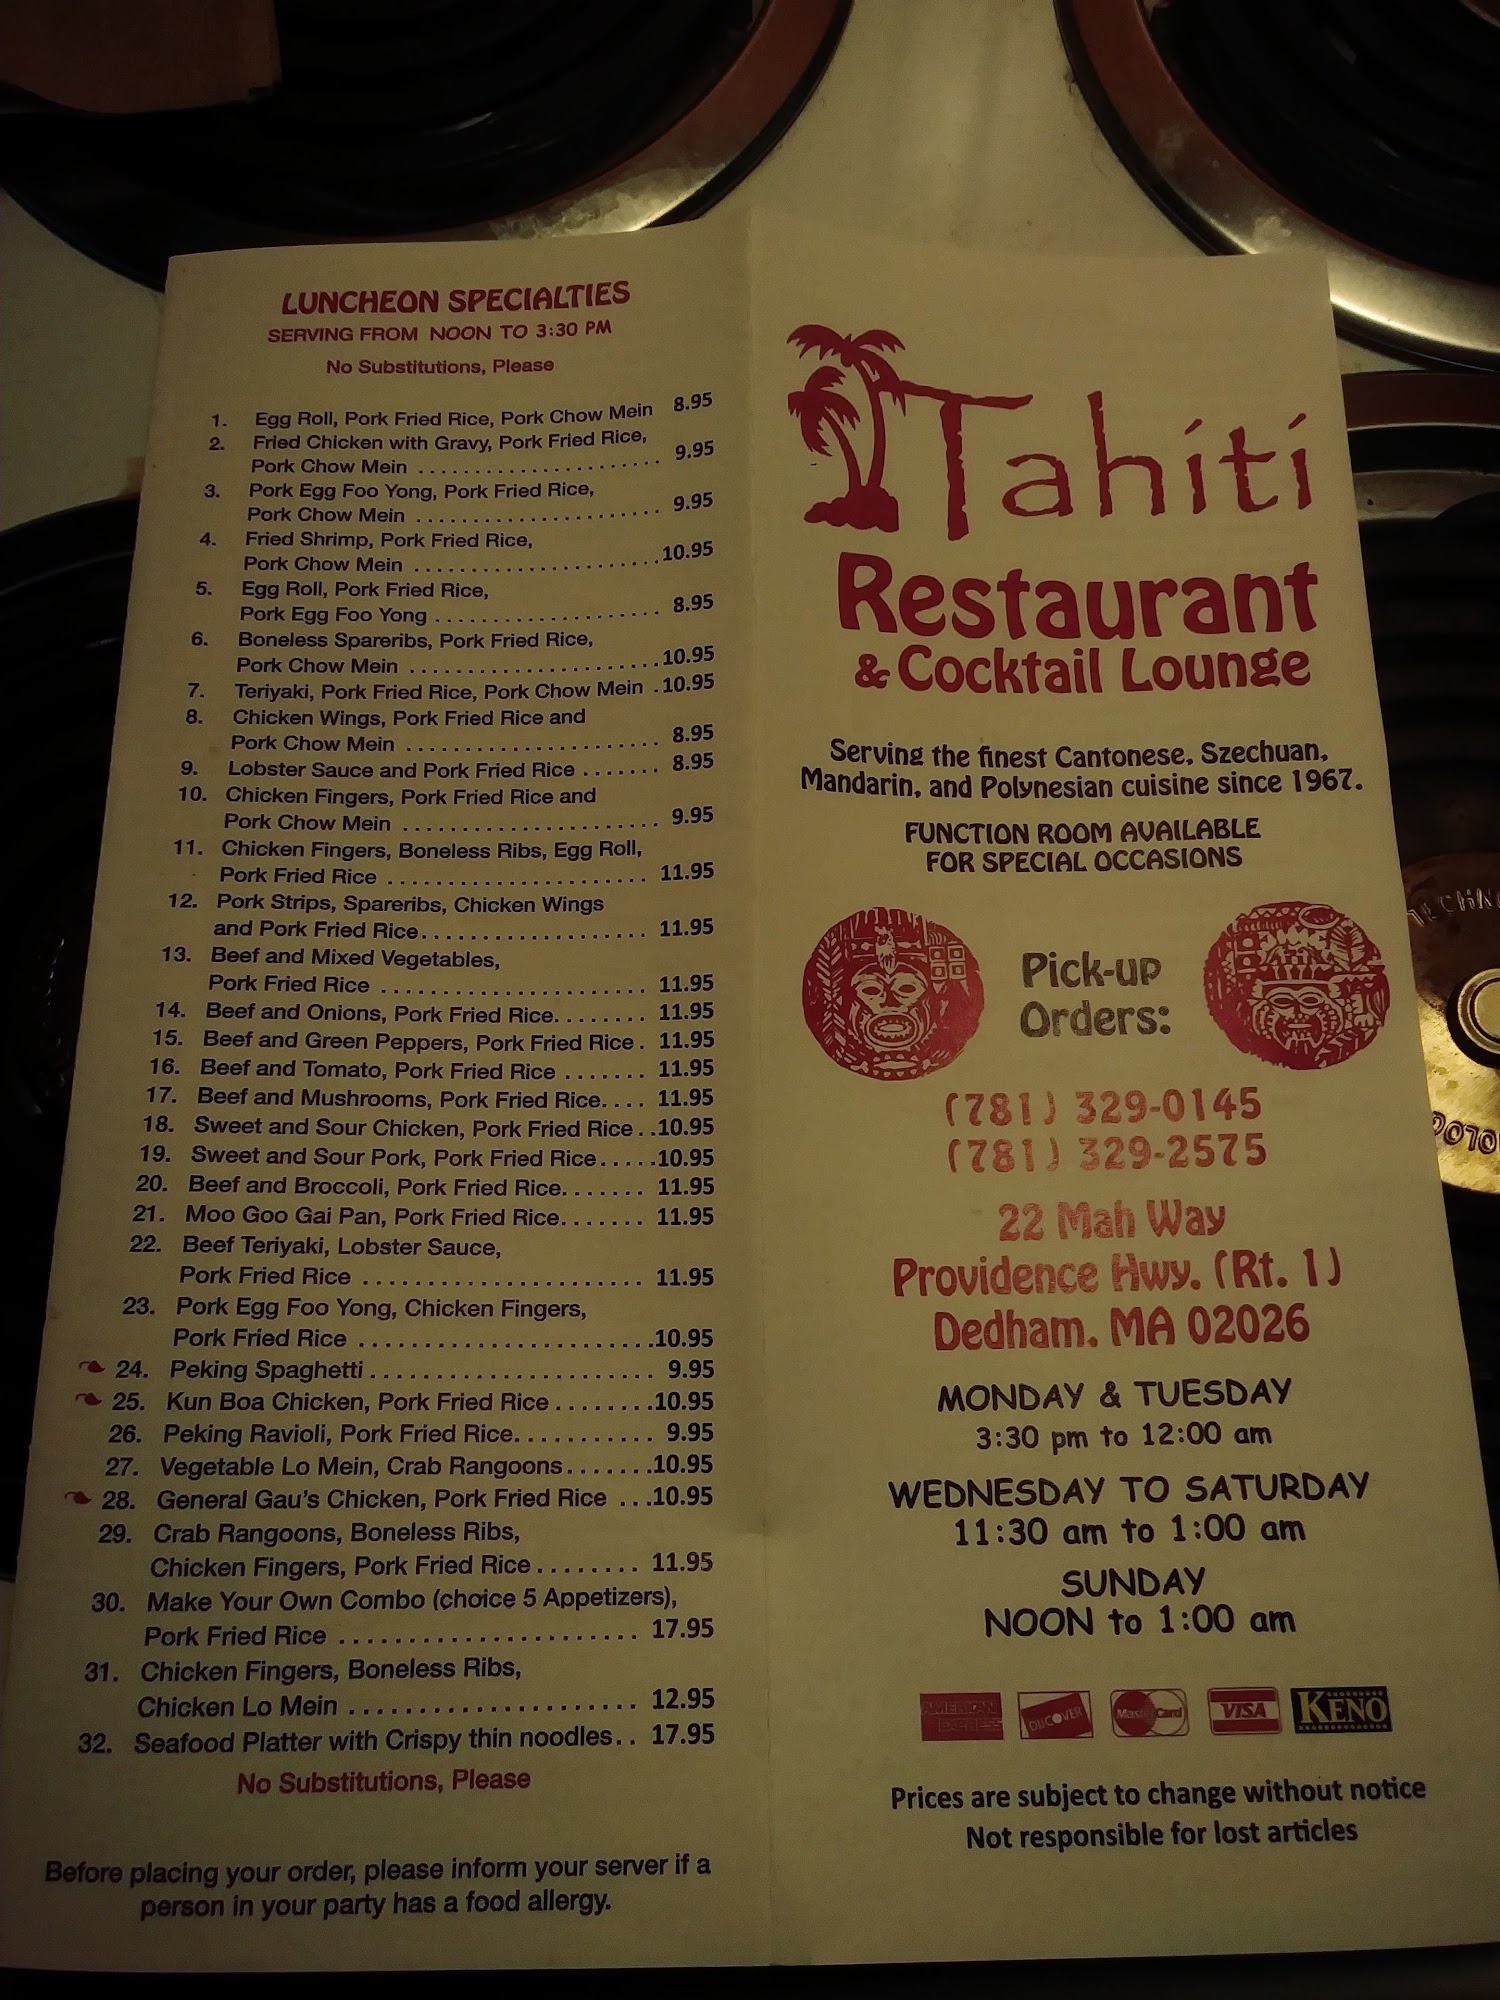 LUNCHEON SPECIALTIES
SERVING FROM NOON TO 3:30 PM
No Substitutions, Please
1. Egg Roll, Pork Fried Rice, Pork Chow Mein 8.95
2. Fried Chicken with Gravy, Pork Fried Rice,
Pork Chow Mein ...................... 9.95
3. Pork Egg Foo Yong, Pork Fried Rice,
Pork Chow Mein ...................... 9.95
4. Fried Shrimp, Pork Fried Rice,
Pork Chow Mein ......................10.95
5. Egg Roll, Pork Fried Rice,
Pork Egg Foo Yong .................... 8.95
6. Boneless Spareribs, Pork Fried Rice,
Pork Chow Mein ......................10.95
7. Teriyaki, Pork Fried Rice, Pork Chow Mein .10.95
8. Chicken Wings, Pork Fried Rice and
Pork Chow Mein ...................... 8.95
9. Lobster Sauce and Pork Fried Rice ....... 8.95
10. Chicken Fingers, Pork Fried Rice and
Pork Chow Mein ...................... 9.95
11. Chicken Fingers, Boneless Ribs, Egg Roll,
Pork Fried Rice ....................... 11.95
12. Pork Strips, Spareribs, Chicken Wings
and Pork Fried Rice.................... 11.95
13. Beef and Mixed Vegetables,
Pork Fried Rice ....................... 11.95
14. Beef and Onions, Pork Fried Rice........ 11.95
15. Beef and Green Peppers, Pork Fried Rice . 11.95
16. Beef and Tomato, Pork Fried Rice ....... 11.95
17. Beef and Mushrooms, Pork Fried Rice.... 11.95
18. Sweet and Sour Chicken, Pork Fried Rice ..10.95
19. Sweet and Sour Pork, Pork Fried Rice.....10.95
20. Beef and Broccoli, Pork Fried Rice....... 11.95
21. Moo Goo Gai Pan, Pork Fried Rice....... 11.95
22. Beef Teriyaki, Lobster Sauce,
Pork Fried Rice ........................ 11.95
23. Pork Egg Foo Yong, Chicken Fingers,
Pork Fried Rice .........................10.95
24. Peking Spaghetti....................... 9.95
25. Kun Boa Chicken, Pork Fried Rice ........10.95
26. Peking Ravioli, Pork Fried Rice........... 9.95
27. Vegetable Lo Mein, Crab Rangoons.......10.95
28. General Gau's Chicken, Pork Fried Rice ...10.95
29. Crab Rangoons, Boneless Ribs,
Chicken Fingers, Pork Fried Rice ........ 11.95
30. Make Your Own Combo (choice 5 Appetizers),
Pork Fried Rice ........................ 17.95
31. Chicken Fingers, Boneless Ribs,
Chicken Lo Mein ...................... 12.95
32. Seafood Platter with Crispy thin noodles.. 17.95
No Substitutions, Please
Before placing your order, please inform your server if a
person in your party has a food allergy.
Tahiti
Restaurant
& Cocktail Lounge
Serving the finest Cantonese, Szechuan,
Mandarin, and Polynesian cuisine since 1967.
FUNCTION ROOM AVAILABLE
FOR SPECIAL OCCASIONS
Pick-up
Orders:
(781) 329-0145
(781) 329-2575
22 Mah Way
Providence Hwy. (Rt. 1)
Dedham, MA 02026
MONDAY & TUESDAY
3:30 pm to 12:00 am
WEDNESDAY TO SATURDAY
11:30 am to 1:00 am
SUNDAY
NOON to 1:00 am
AMERICAN EXPRESS DISCOVER MasterCard VISA KENO
Prices are subject to change without notice
Not responsible for lost articles